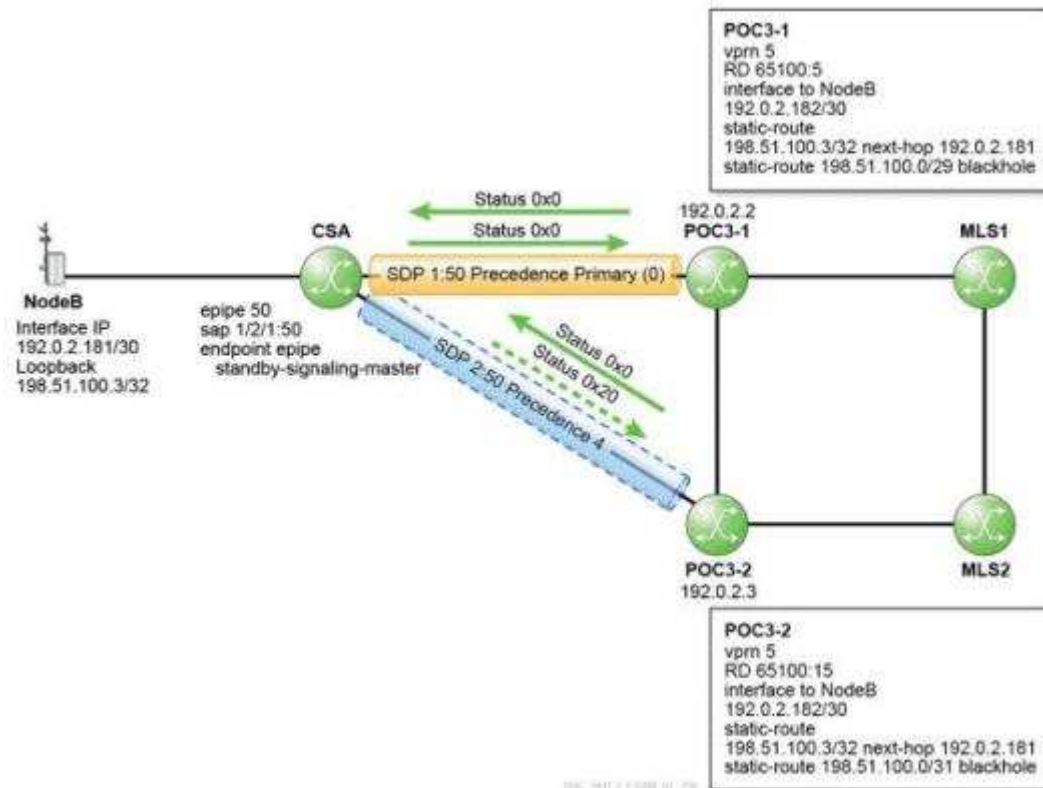 POC3-1
vprn 5
RD 65100:5
interface to NodeB
192.0.2.182/30
static-route
198.51.100.3/32 next-hop 192.0.2.181
static-route 198.51.100.0/29 blackhole
Status 0x0
Status 0x0
CSA
192.0.2.2
POC3-1
MLS1
SDP 1:50 Precedence Primary (0)
NodeB
Interface IP
192.0.2.181/30
Loopback
198.51.100.3/32
epipe 50
sap 1/2/1:50
endpoint epipe
standby-signaling-master
Status 0x0
Status 0x20
SDP 2:50 Precedence 4
POC3-2
192.0.2.3
MLS2
POC3-2
vprn 5
RD 65100:15
interface to NodeB
192.0.2.182/30
static-route
198.51.100.3/32 next-hop 192.0.2.181
static-route 198.51.100.0/31 blackhole